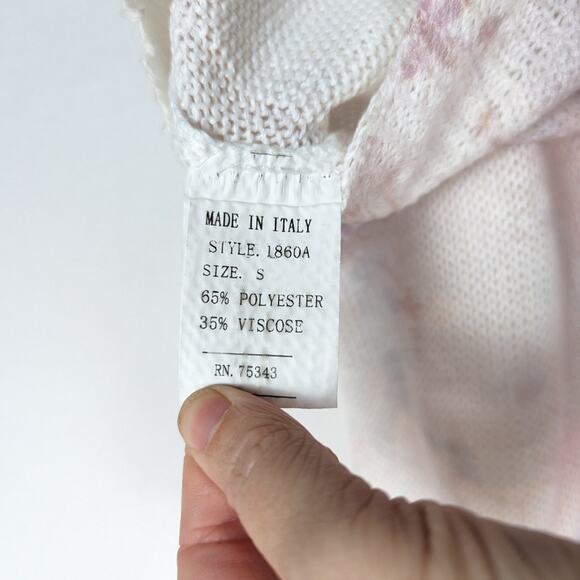 MADE IN ITALY
STYLE. 1860A
SIZE. S
65% POLYESTER
35% VISCOSE
RN. 75343